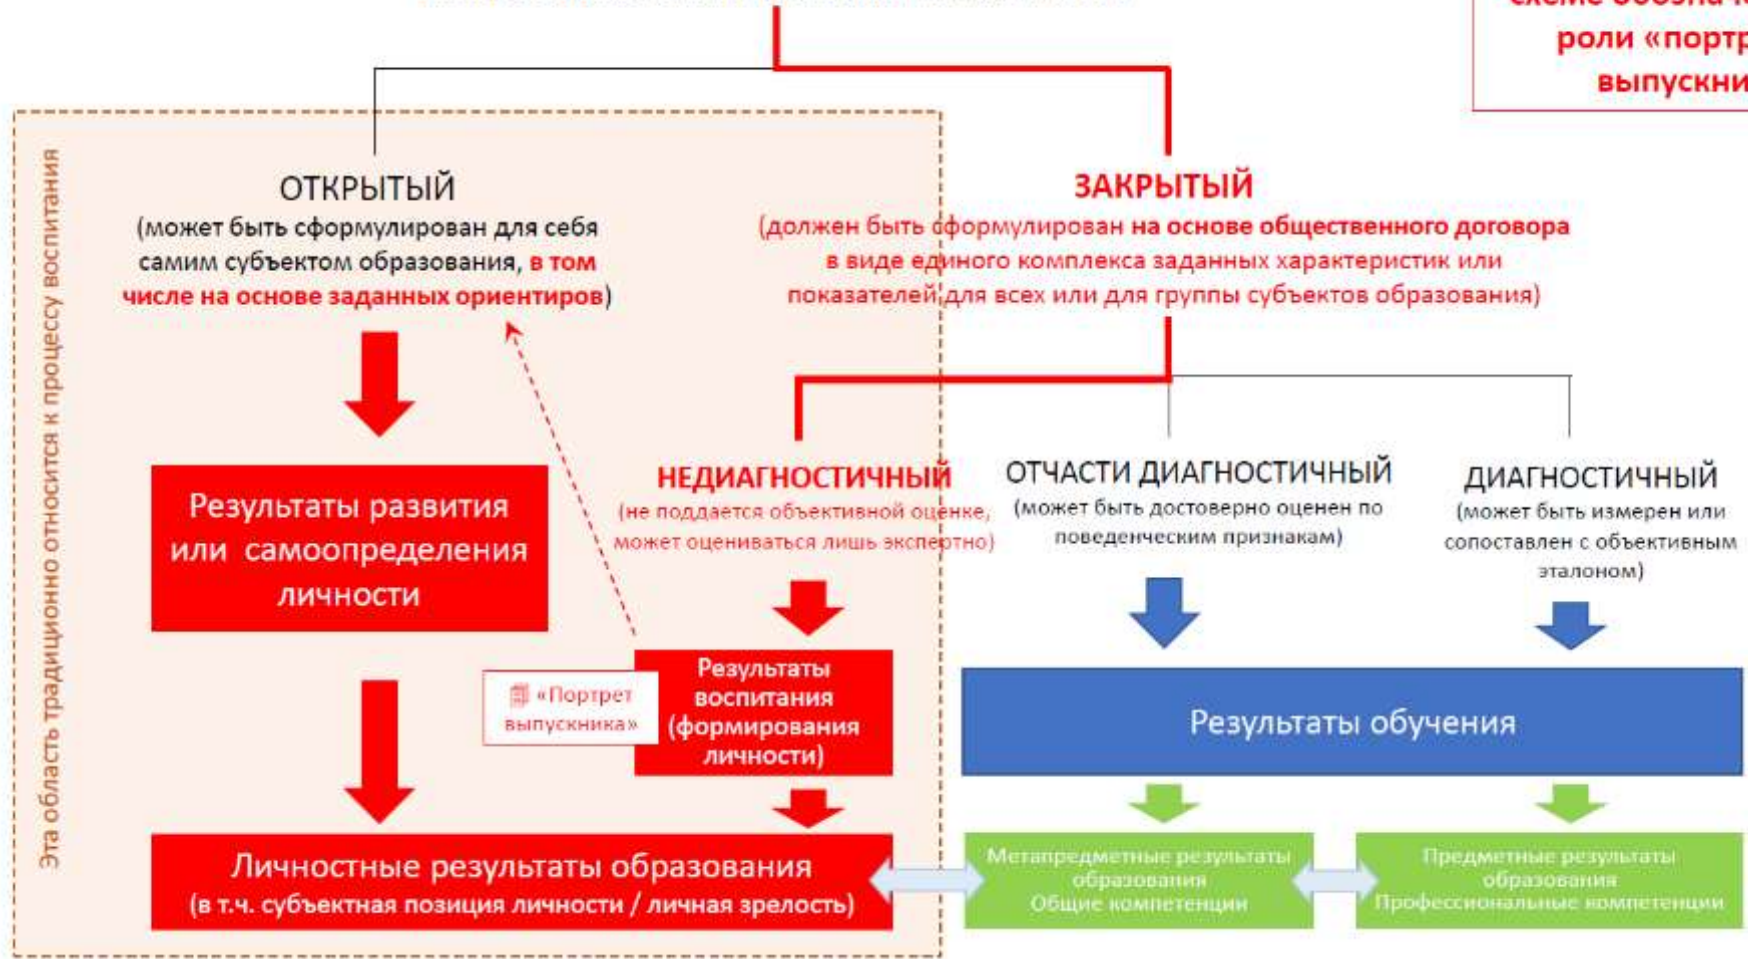 роли «портр
выпускни
Эта область традиционно относится к процессу воспитания
ОТКРЫТЫЙ
(может быть сформулирован для себя
самим субъектом образования, в том
числе на основе заданных ориентиров)
ЗАКРЫТЫЙ
(должен быть сформулирован на основе общественного договора
в виде единого комплекса заданных характеристик или
показателей для всех или для группы субъектов образования)
Результаты развития
или самоопределения
личности
НЕДИАГНОСТИЧНЫЙ
(не поддается объективной оценке,
может оцениваться лишь экспертно)
ОТЧАСТИ ДИАГНОСТИЧНЫЙ
(может быть достоверно оценен по
поведенческим признакам)
ДИАГНОСТИЧНЫЙ
(может быть измерен или
сопоставлен с объективным
эталоном)
«Портрет
выпускника»
Результаты
воспитания
(формирования
личности)
Результаты обучения
Личностные результаты образования
(в т.ч. субъектная позиция личности / личная зрелость)
Метапредметные результаты
образования
Общие компетенции
Предметные результаты
образования
Профессиональные компетенции